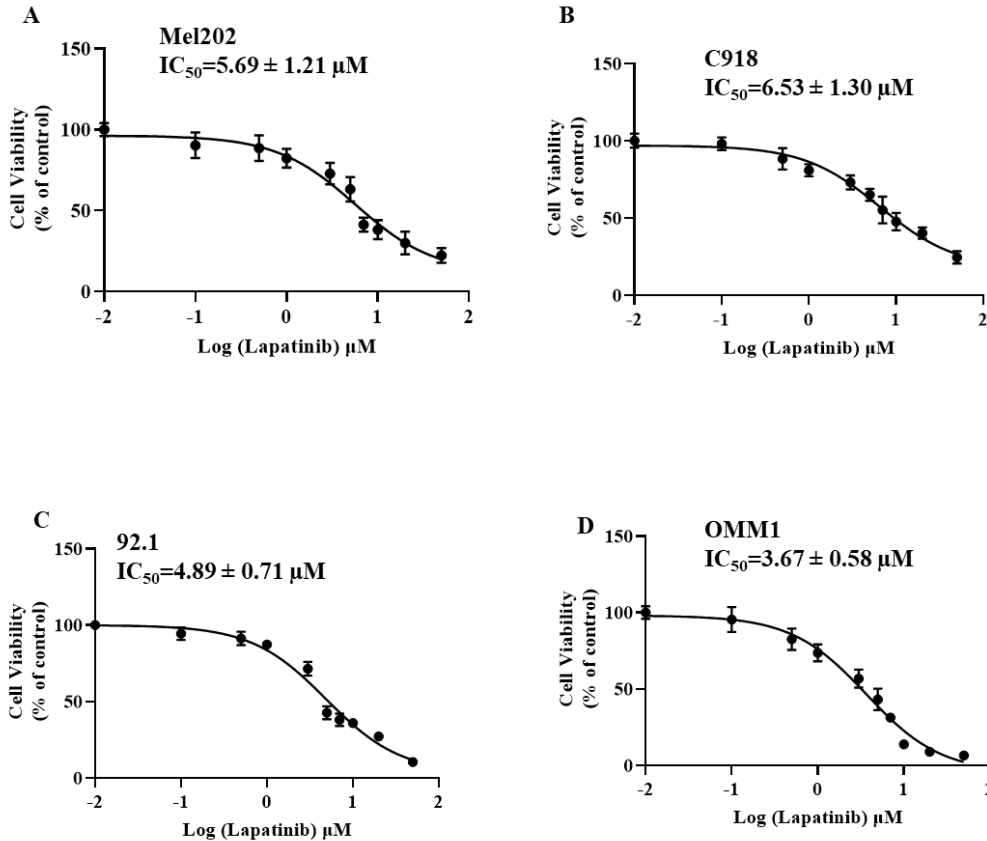 A
Mel202
IC₅₀=5.69 ± 1.21 μM
Cell Viability
(% of control)
150
100
50
0
-2
-1
0
1
2
Log (Lapatinib) μM
B
C918
IC₅₀=6.53 ± 1.30 μM
Cell Viability
(% of control)
150
100
50
0
-2
-1
0
1
2
Log (Lapatinib) μM
C
92.1
IC₅₀=4.89 ± 0.71 μM
Cell Viability
(% of control)
150
100
50
0
-2
-1
0
1
2
Log (Lapatinib) μM
D
OMM1
IC₅₀=3.67 ± 0.58 μM
Cell Viability
(% of control)
150
100
50
0
-2
-1
0
1
2
Log (Lapatinib) μM